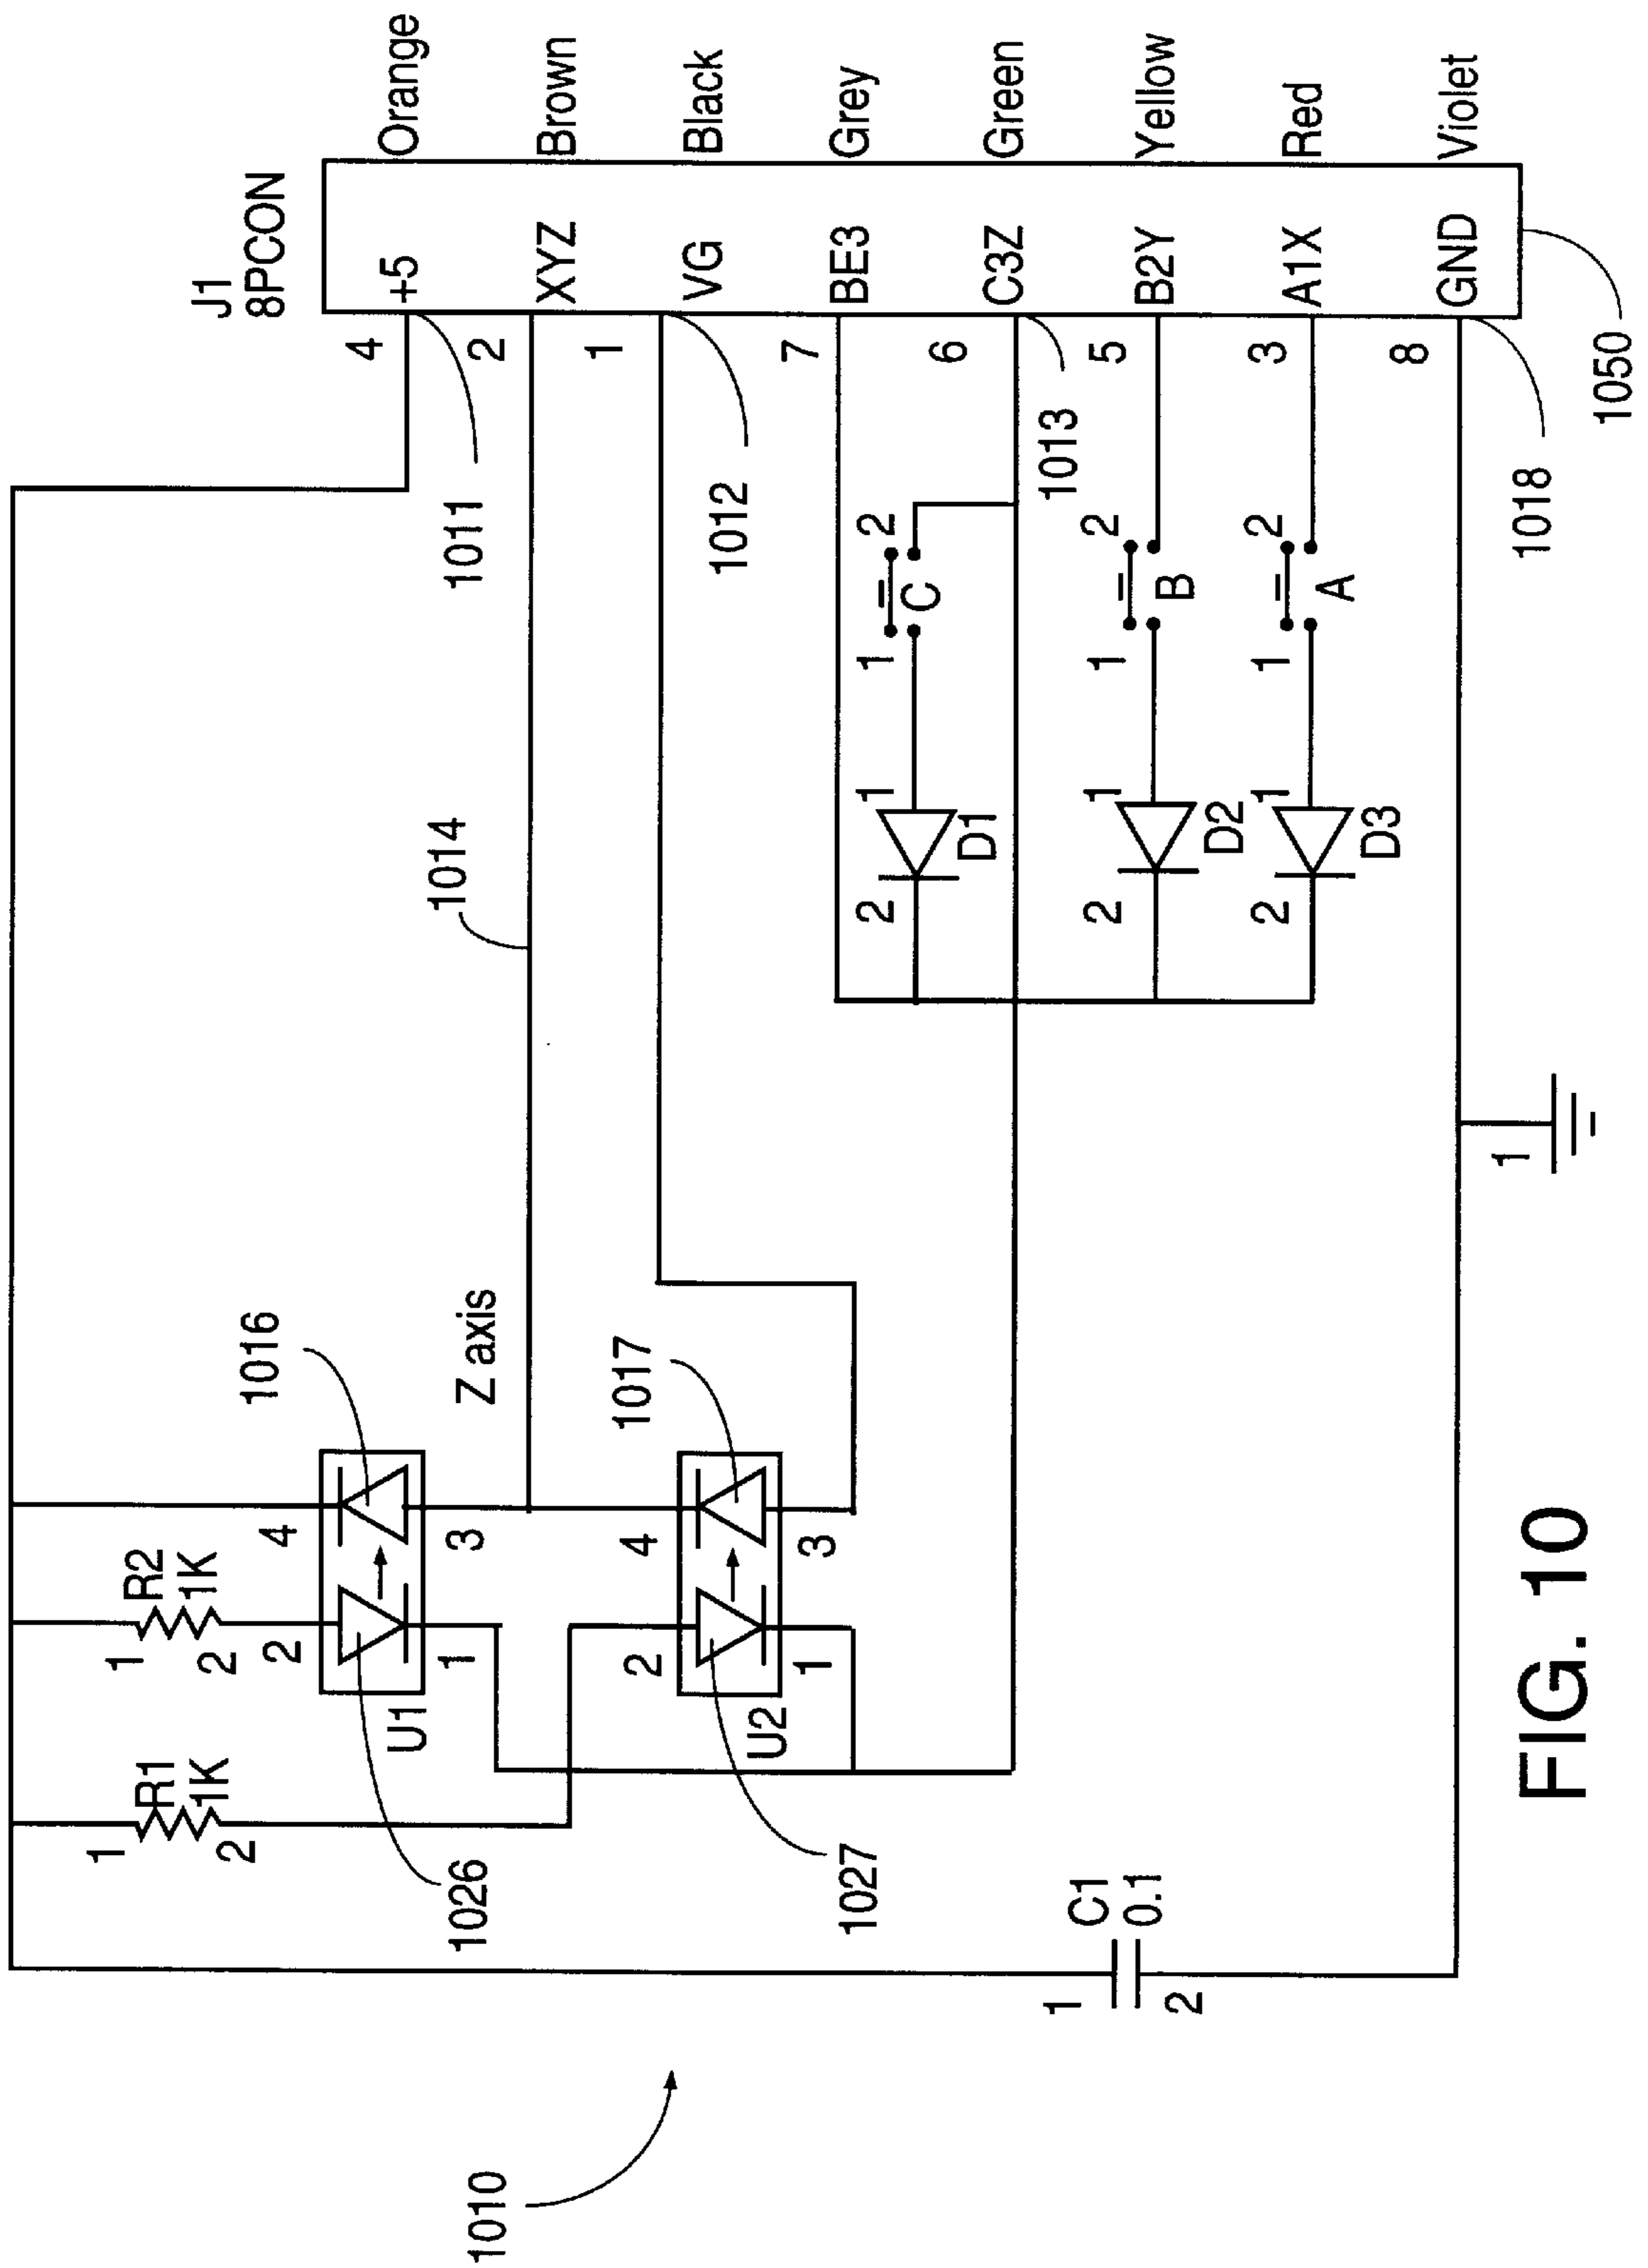 1010
1
R1
1K
2
1
R2
1K
2
2
4
1016
1026
U1
1
3
Z axis
1014
2
4
1017
1027
U2
1
3
1
C1
0.1
2
1
J1
8PCON
4
+5
Orange
1011
2
XYZ
Brown
1
VG
Black
1012
7
BE3
Grey
6
C3Z
Green
1013
5
B2Y
Yellow
3
A1X
Red
8
GND
Violet
1018
1050
2
D1
1
1
C
2
2
D2
1
1
B
2
2
D3
1
1
A
2
FIG. 10